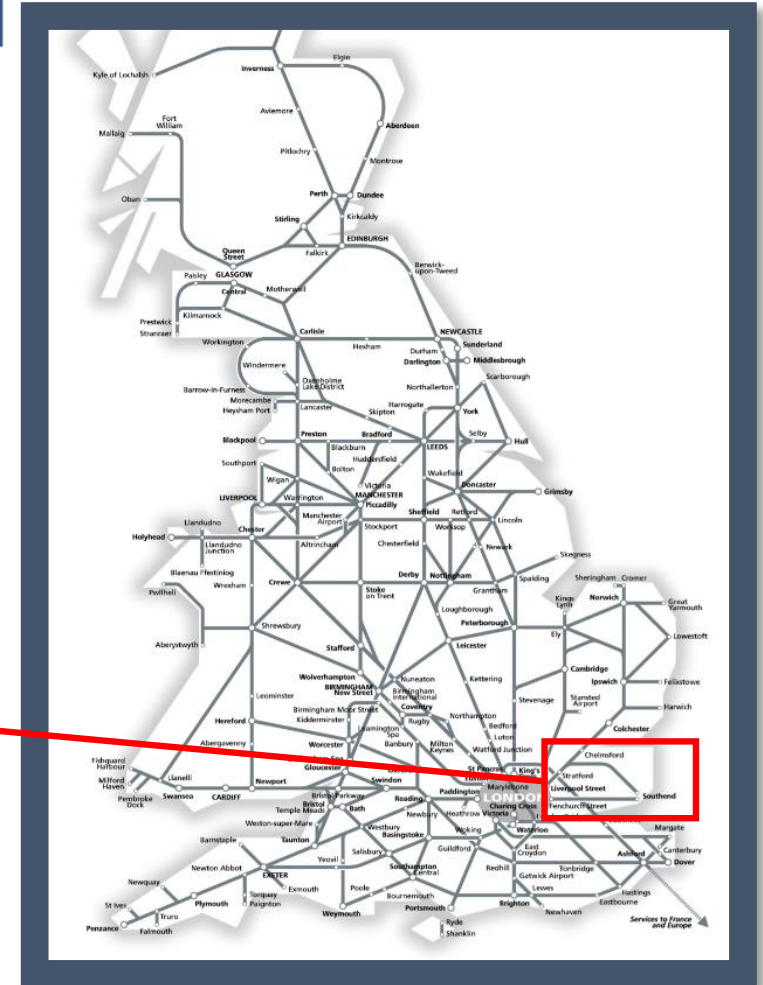 Elgin
Inverness
Kyle of Lochalsh
Aviemore
Fort
William
Mallaig
Aberdeen
Pitlochry
Montrose
Perth
Dundee
Oban
Stirling
Kirkcaldy
Queen
Street
EDINBURGH
Falkirk
Berwick-
upon-Tweed
Paisley
GLASGOW
Central
Motherwell
Kilmarnock
Prestwick
Stranraer
Carlisle
NEWCASTLE
Workington
Hexham
Durham
Sunderland
Darlington
Middlesbrough
Windermere
Oxenholme
Lake District
Scarborough
Barrow-in-Furness
Northallerton
Morecambe
Heysham Port
Lancaster
Harrogate
York
Skipton
Blackpool
Preston
Bradford
Selby
Hull
Blackburn
LEEDS
Huddersfield
Southport
Bolton
Wakefield
Wigan
Victoria
MANCHESTER
Piccadilly
Doncaster
Grimsby
LIVERPOOL
Warrington
Manchester
Airport
Sheffield
Retford
Llandudno
Chester
Stockport
Worksop
Lincoln
Holyhead
Llandudno
Junction
Altrincham
Chesterfield
Newark
Skegness
Blaenau Ffestiniog
Pwllheli
Wrexham
Crewe
Stoke
on Trent
Derby
Nottingham
Grantham
Spalding
Sheringham
Cromer
Kings
Lynn
Norwich
Great
Yarmouth
Loughborough
Shrewsbury
Peterborough
Ely
Lowestoft
Aberystwyth
Stafford
Leicester
Wolverhampton
BIRMINGHAM
New Street
Nuneaton
Birmingham
International
Kettering
Cambridge
Ipswich
Felixstowe
Leominster
Birmingham Moor Street
Coventry
Stevenage
Stansted
Airport
Harwich
Hereford
Kidderminster
Rugby
Northampton
Bedford
Leamington
Spa
Colchester
Abergavenny
Worcester
Banbury
Milton
Keynes
Luton
Watford Junction
Chelmsford
Fishguard
Harbour
Gloucester
St Pancras
King's
Stratford
Milford
Haven
Llanelli
Swindon
Marylebone
Liverpool Street
Pembroke
Dock
Swansea
CARDIFF
Newport
Bristol Parkway
Reading
Paddington
LONDON
Southend
Bristol
Temple Meads
Bath
Charing Cross
Fenchurch Street
Newbury
Heathrow
Victoria
Weston-super-Mare
Westbury
Basingstoke
Woking
Waterloo
Margate
Barnstaple
Taunton
Salisbury
Guildford
East
Croydon
Canterbury
Newton Abbot
Yeovil
Southampton
Central
Redhill
Tonbridge
Ashford
Dover
Newquay
EXETER
Gatwick Airport
Exmouth
Poole
Lewes
Hastings
St Ives
Plymouth
Torquay
Paignton
Bournemouth
Portsmouth
Brighton
Eastbourne
Truro
Weymouth
Newhaven
Penzance
Falmouth
Ryde
Shanklin
Services to France
and Europe